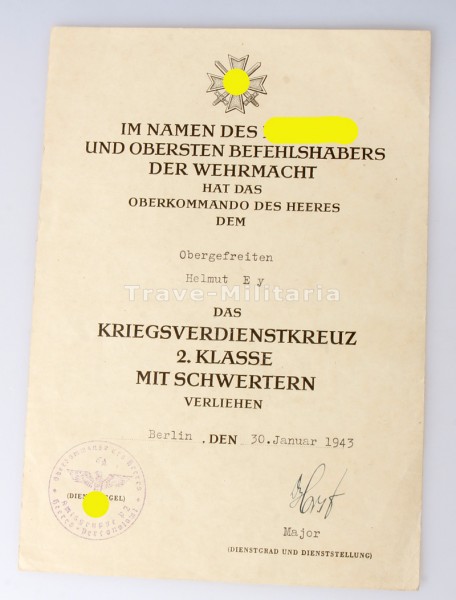 IM NAMEN DES
UND OBERSTEN BEFEHLSHABERS
DER WEHRMACHT
HAT DAS
OBERKOMMANDO DES HEERES
DEM
Obergefreiten
Helmut E y
Trave-Militaria
DAS
KRIEGSVERDIENSTKREUZ
2. KLASSE
MIT SCHWERTERN
VERLIEHEN
Berlin , DEN 30. Januar 1943
(DIENSTSIEGEL)
Major
(DIENSTGRAD UND DIENSTSTELLUNG)